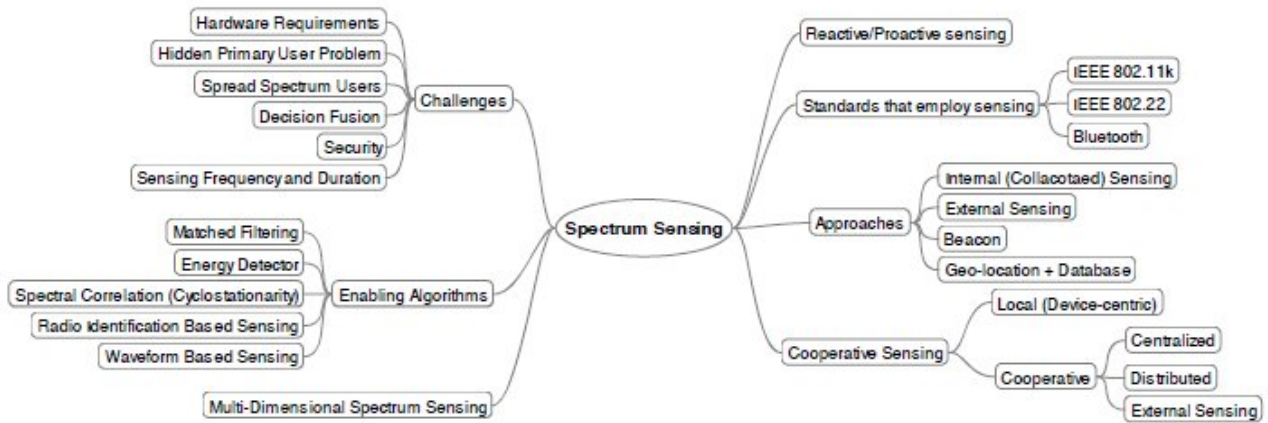 Hardware Requirements
Hidden Primary User Problem
Spread Spectrum Users
Decision Fusion
Security
Sensing Frequency and Duration
Challenges
Matched Filtering
Energy Detector
Spectral Correlation (Cyclostationarity)
Radio Identification Based Sensing
Waveform Based Sensing
Enabling Algorithms
Multi-Dimensional Spectrum Sensing
Spectrum Sensing
Reactive/Proactive sensing
Standards that employ sensing
IEEE 802.11k
IEEE 802.22
Bluetooth
Approaches
Internal (Collacotaed) Sensing
External Sensing
Beacon
Geo-location + Database
Cooperative Sensing
Local (Device-centric)
Cooperative
Centralized
Distributed
External Sensing